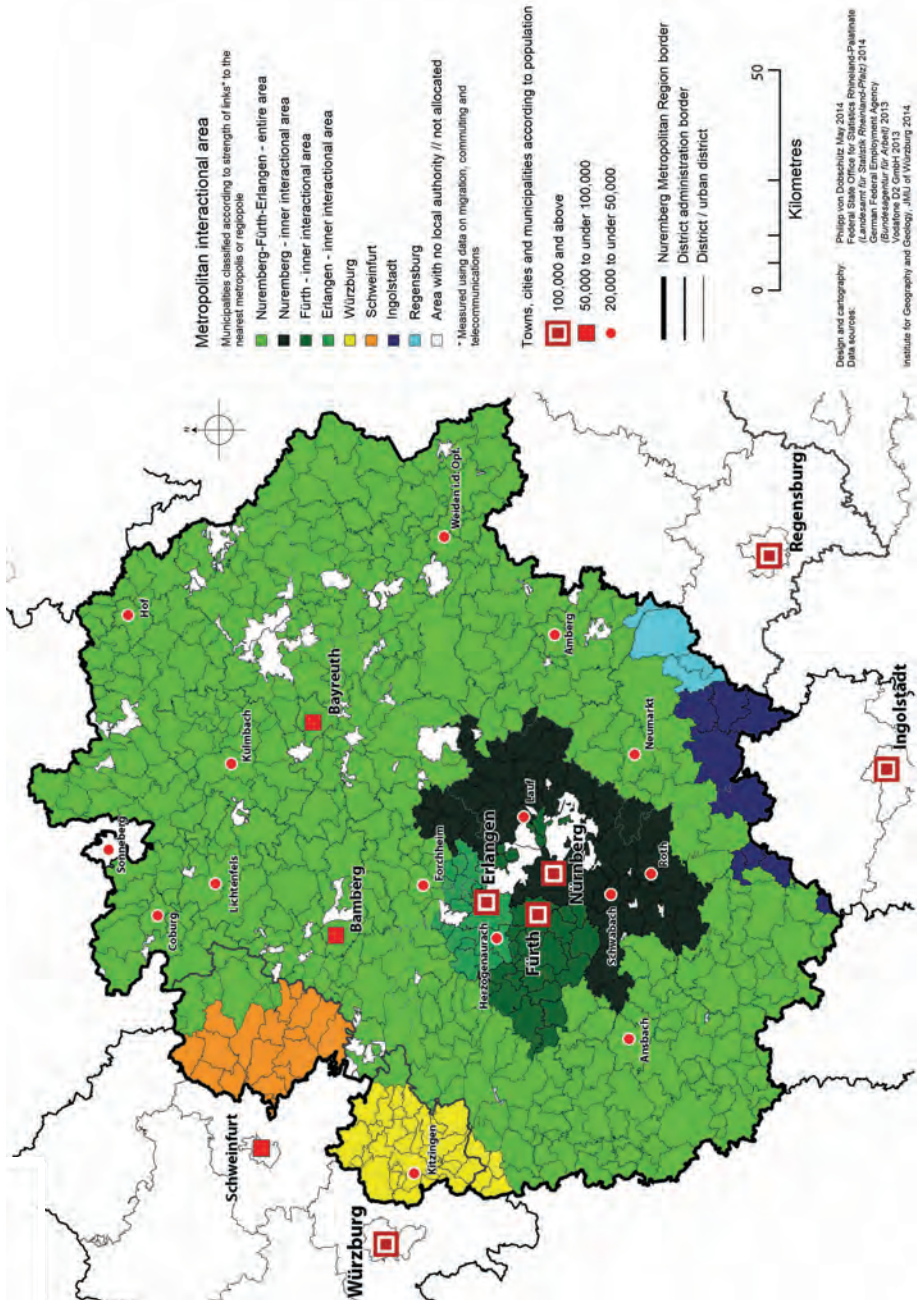 Metropolitan interactional area
Municipalities classified according to strength of links* to the
nearest metropolis or regiopole
Nuremberg-Fürth-Erlangen - entire area
Nuremberg - inner interactional area
Fürth - inner interactional area
Erlangen - inner interactional area
Würzburg
Schweinfurt
Ingolstadt
Regensburg
Area with no local authority // not allocated
* Measured using data on migration, commuting and
telecommunications
Towns, cities and municipalities according to population
100,000 and above
50,000 to under 100,000
20,000 to under 50,000
Nuremberg Metropolitan Region border
District administration border
District / urban district
0
50
Kilometres
Design and cartography: Philipp von Dobschütz May 2014
Data sources: Federal State Office for Statistics Rhineland-Palatinate
(Landesamt für Statistik Rheinland-Pfalz) 2014
German Federal Employment Agency
(Bundesagentur für Arbeit) 2013
Vodafone D2 GmbH 2013
Institute for Geography and Geology, JMU of Würzburg 2014
N
Sonneberg
Hof
Coburg
Lichtenfels
Kulmbach
Schweinfurt
Bayreuth
Bamberg
Würzburg
Kitzingen
Forchheim
Weiden i.d. Opf.
Erlangen
Herzogenaurach
Lauf
Fürth
Nürnberg
Amberg
Schwabach
Roth
Neumarkt
Ansbach
Regensburg
Ingolstadt